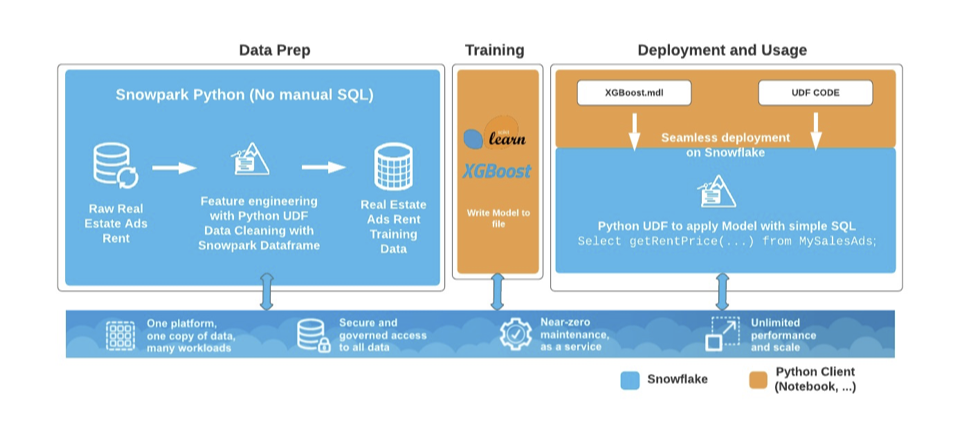 Data Prep
Training
Deployment and Usage
Snowpark Python (No manual SQL)
Raw Real
Estate Ads
Rent
Feature engineering
with Python UDF
Data Cleaning with
Snowpark Dataframe
Real Estate
Ads Rent
Training
Data
learn
XGBoost
Write Model to
file
XGBoost.mdl
UDF CODE
Seamless deployment
on Snowflake
Python UDF to apply Model with simple SQL
Select getRentPrice(...) from MySalesAds;
One platform,
one copy of data,
many workloads
Secure and
governed access
to all data
Near-zero
maintenance,
as a service
Unlimited
performance
and scale
Snowflake
Python Client
(Notebook, ...)